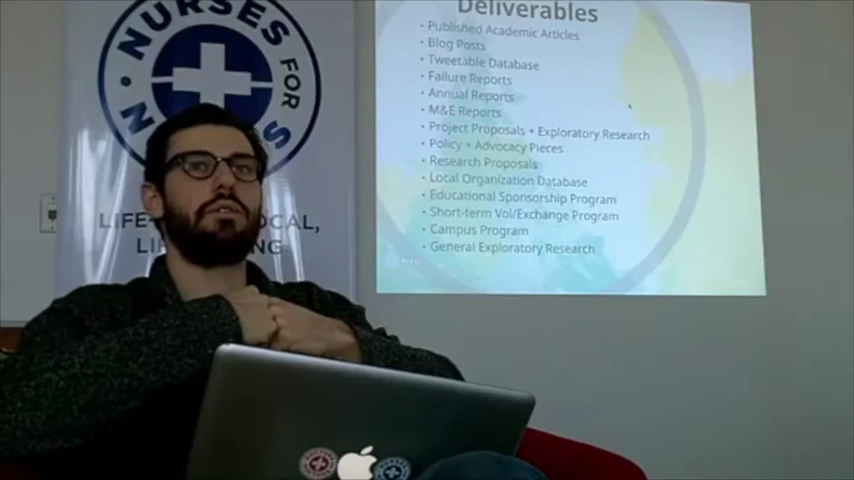 NURSES FOR
N
S
LIFE-
OCAL,
LI
NG
Deliverables
• Published Academic Articles
• Blog Posts
• Tweetable Database
• Failure Reports
• Annual Reports
• M&E Reports
• Project Proposals + Exploratory Research
• Policy + Advocacy Pieces
• Research Proposals
• Local Organization Database
• Educational Sponsorship Program
• Short-term Vol/Exchange Program
• Campus Program
• General Exploratory Research